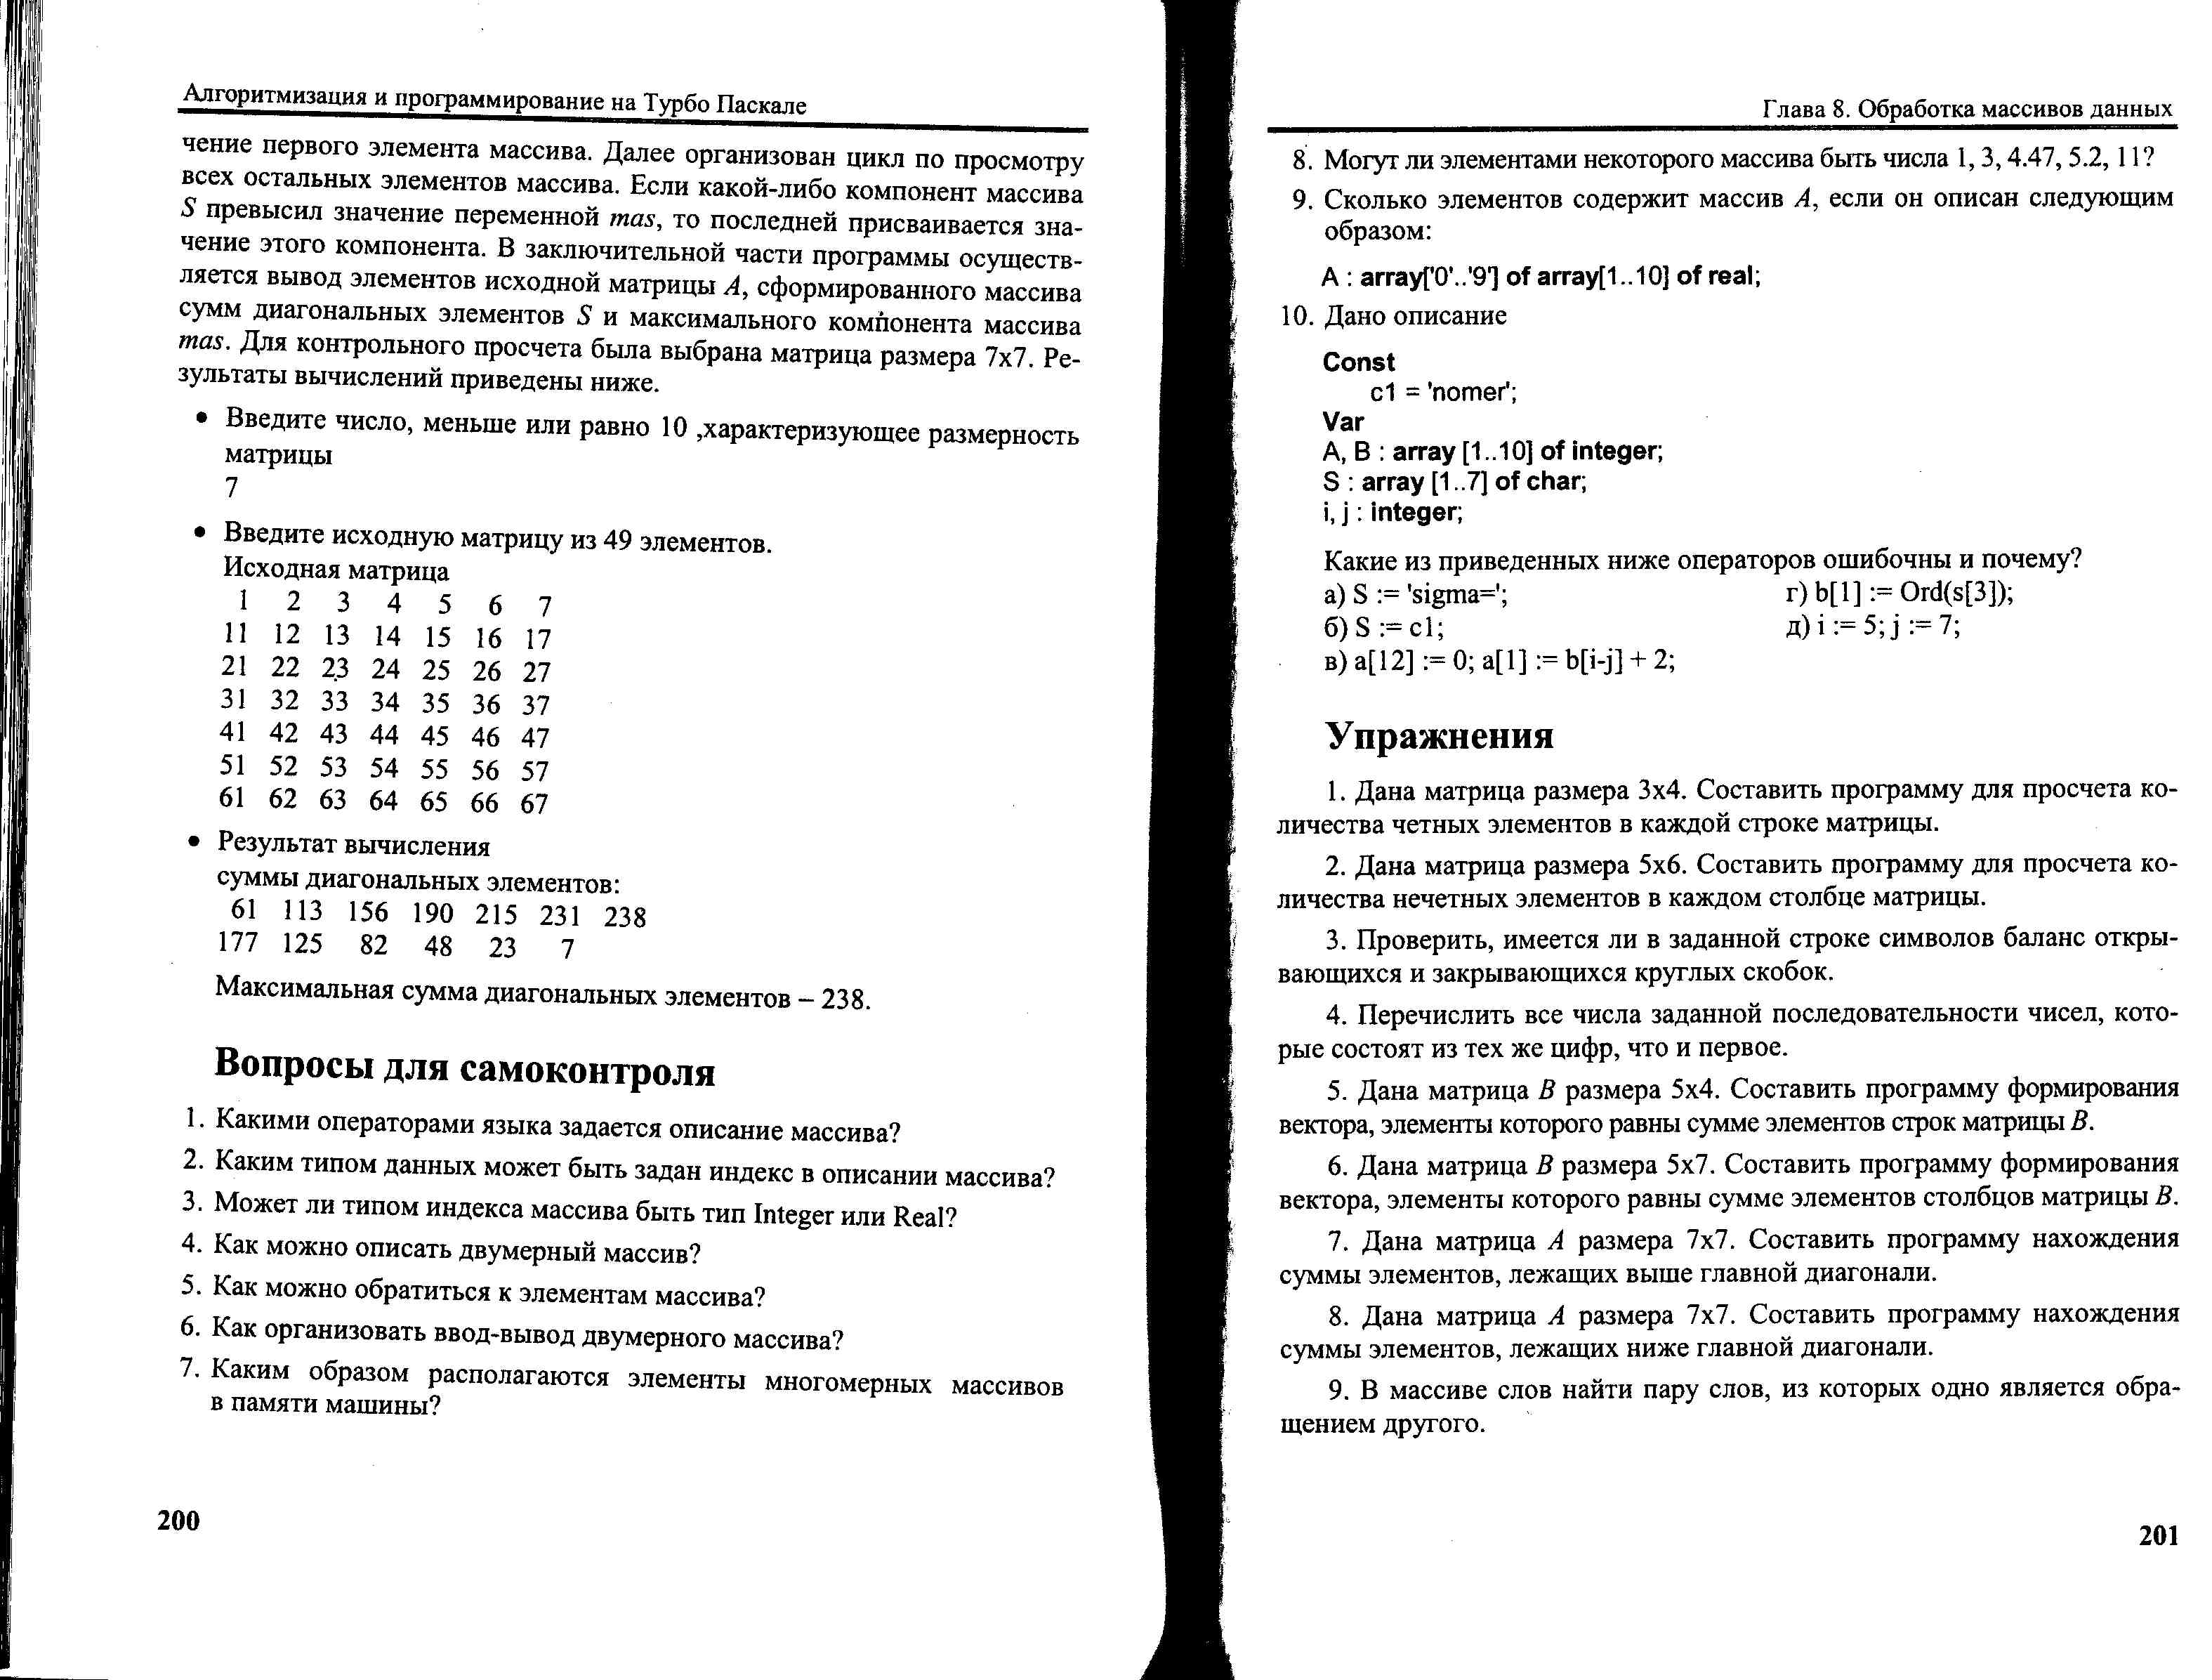 Алгоритмизация и программирование на Турбо Паскале
чение первого элемента массива. Далее организован цикл по просмотру
всех остальных элементов массива. Если какой-либо компонент массива
S превысил значение переменной mas, то последней присваивается зна-
чение этого компонента. В заключительной части программы осуществ-
ляется вывод элементов исходной матрицы A, сформированного массива
сумм диагональных элементов S и максимального компонента массива
mas. Для контрольного просчета была выбрана матрица размера 7x7. Ре-
зультаты вычислений приведены ниже.
• Введите число, меньше или равно 10 ,характеризующее размерность
матрицы
7
• Введите исходную матрицу из 49 элементов.
Исходная матрица
1 2 3 4 5 6 7
11 12 13 14 15 16 17
21 22 23 24 25 26 27
31 32 33 34 35 36 37
41 42 43 44 45 46 47
51 52 53 54 55 56 57
61 62 63 64 65 66 67
• Результат вычисления
суммы диагональных элементов:
61 113 156 190 215 231 238
177 125 82 48 23 7
Максимальная сумма диагональных элементов – 238.
Вопросы для самоконтроля
1. Какими операторами языка задается описание массива?
2. Каким типом данных может быть задан индекс в описании массива?
3. Может ли типом индекса массива быть тип Integer или Real?
4. Как можно описать двумерный массив?
5. Как можно обратиться к элементам массива?
6. Как организовать ввод-вывод двумерного массива?
7. Каким образом располагаются элементы многомерных массивов
в памяти машины?
200
Глава 8. Обработка массивов данных
8. Могут ли элементами некоторого массива быть числа 1, 3, 4.47, 5.2, 11?
9. Сколько элементов содержит массив A, если он описан следующим
образом:
A : array['0'..'9'] of array[1..10] of real;
10. Дано описание
Const
c1 = 'nomer';
Var
A, B : array [1..10] of integer;
S : array [1..7] of char;
i, j : integer;
Какие из приведенных ниже операторов ошибочны и почему?
а) S := 'sigma='; г) b[1] := Ord(s[3]);
б) S := c1; д) i := 5; j := 7;
в) a[12] := 0; a[1] := b[i-j] + 2;
Упражнения
1. Дана матрица размера 3x4. Составить программу для просчета ко-
личества четных элементов в каждой строке матрицы.
2. Дана матрица размера 5x6. Составить программу для просчета ко-
личества нечетных элементов в каждом столбце матрицы.
3. Проверить, имеется ли в заданной строке символов баланс откры-
вающихся и закрывающихся круглых скобок.
4. Перечислить все числа заданной последовательности чисел, кото-
рые состоят из тех же цифр, что и первое.
5. Дана матрица B размера 5x4. Составить программу формирования
вектора, элементы которого равны сумме элементов строк матрицы B.
6. Дана матрица B размера 5x7. Составить программу формирования
вектора, элементы которого равны сумме элементов столбцов матрицы B.
7. Дана матрица A размера 7x7. Составить программу нахождения
суммы элементов, лежащих выше главной диагонали.
8. Дана матрица A размера 7x7. Составить программу нахождения
суммы элементов, лежащих ниже главной диагонали.
9. В массиве слов найти пару слов, из которых одно является обра-
щением другого.
201